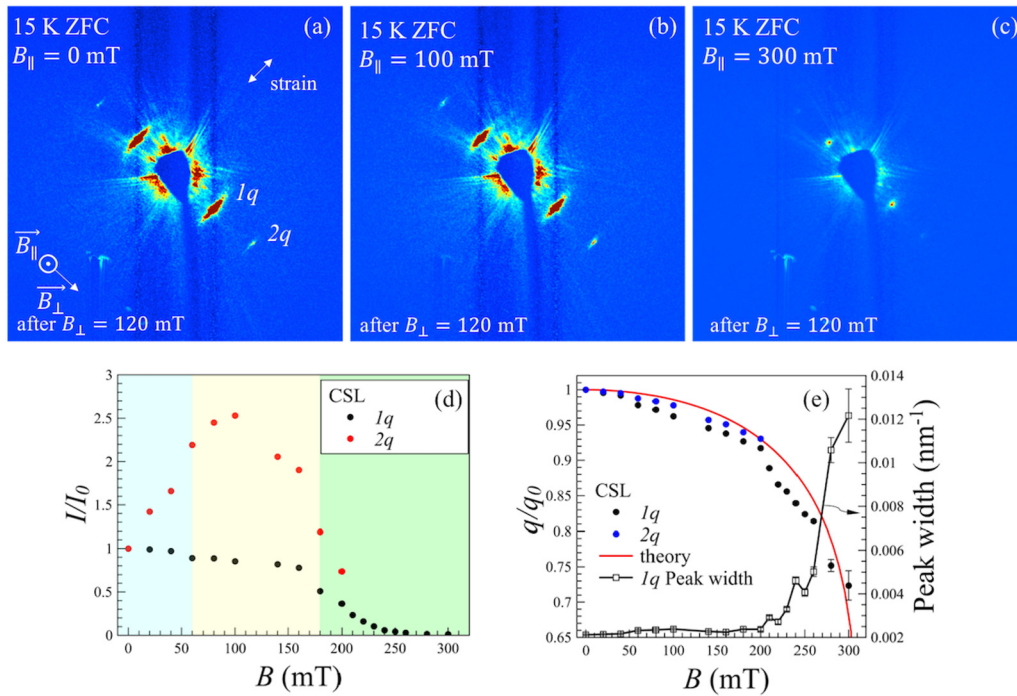 15 K ZFC
B∥ = 0 mT
(a)
strain
1q
2q
B∥
B⊥
after B⊥ = 120 mT
15 K ZFC
B∥ = 100 mT
(b)
after B⊥ = 120 mT
15 K ZFC
B∥ = 300 mT
(c)
after B⊥ = 120 mT
3
2.5
2
1.5
1
0.5
0
I/I0
CSL
1q
2q
(d)
0 50 100 150 200 250 300
B (mT)
1
0.95
0.9
0.85
0.8
0.75
0.7
0.65
q/q0
(e)
CSL
1q
2q
theory
1q Peak width
0.014
0.012
0.01
0.008
0.006
0.004
0.002
Peak width (nm⁻¹)
0 50 100 150 200 250 300
B (mT)